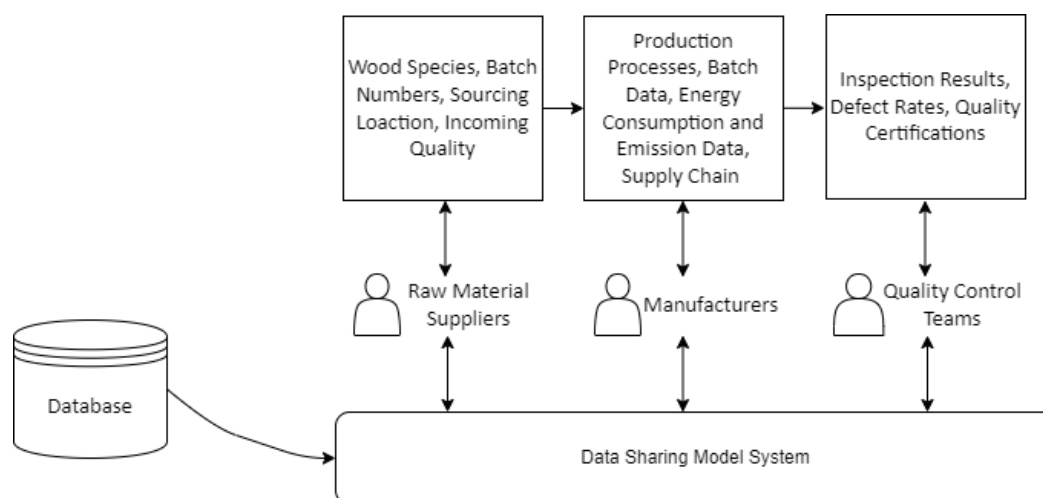 Wood Species, Batch
Numbers, Sourcing
Loaction, Incoming
Quality
Production
Processes, Batch
Data, Energy
Consumption and
Emission Data,
Supply Chain
Inspection Results,
Defect Rates, Quality
Certifications
Raw Material
Suppliers
Manufacturers
Quality Control
Teams
Database
Data Sharing Model System